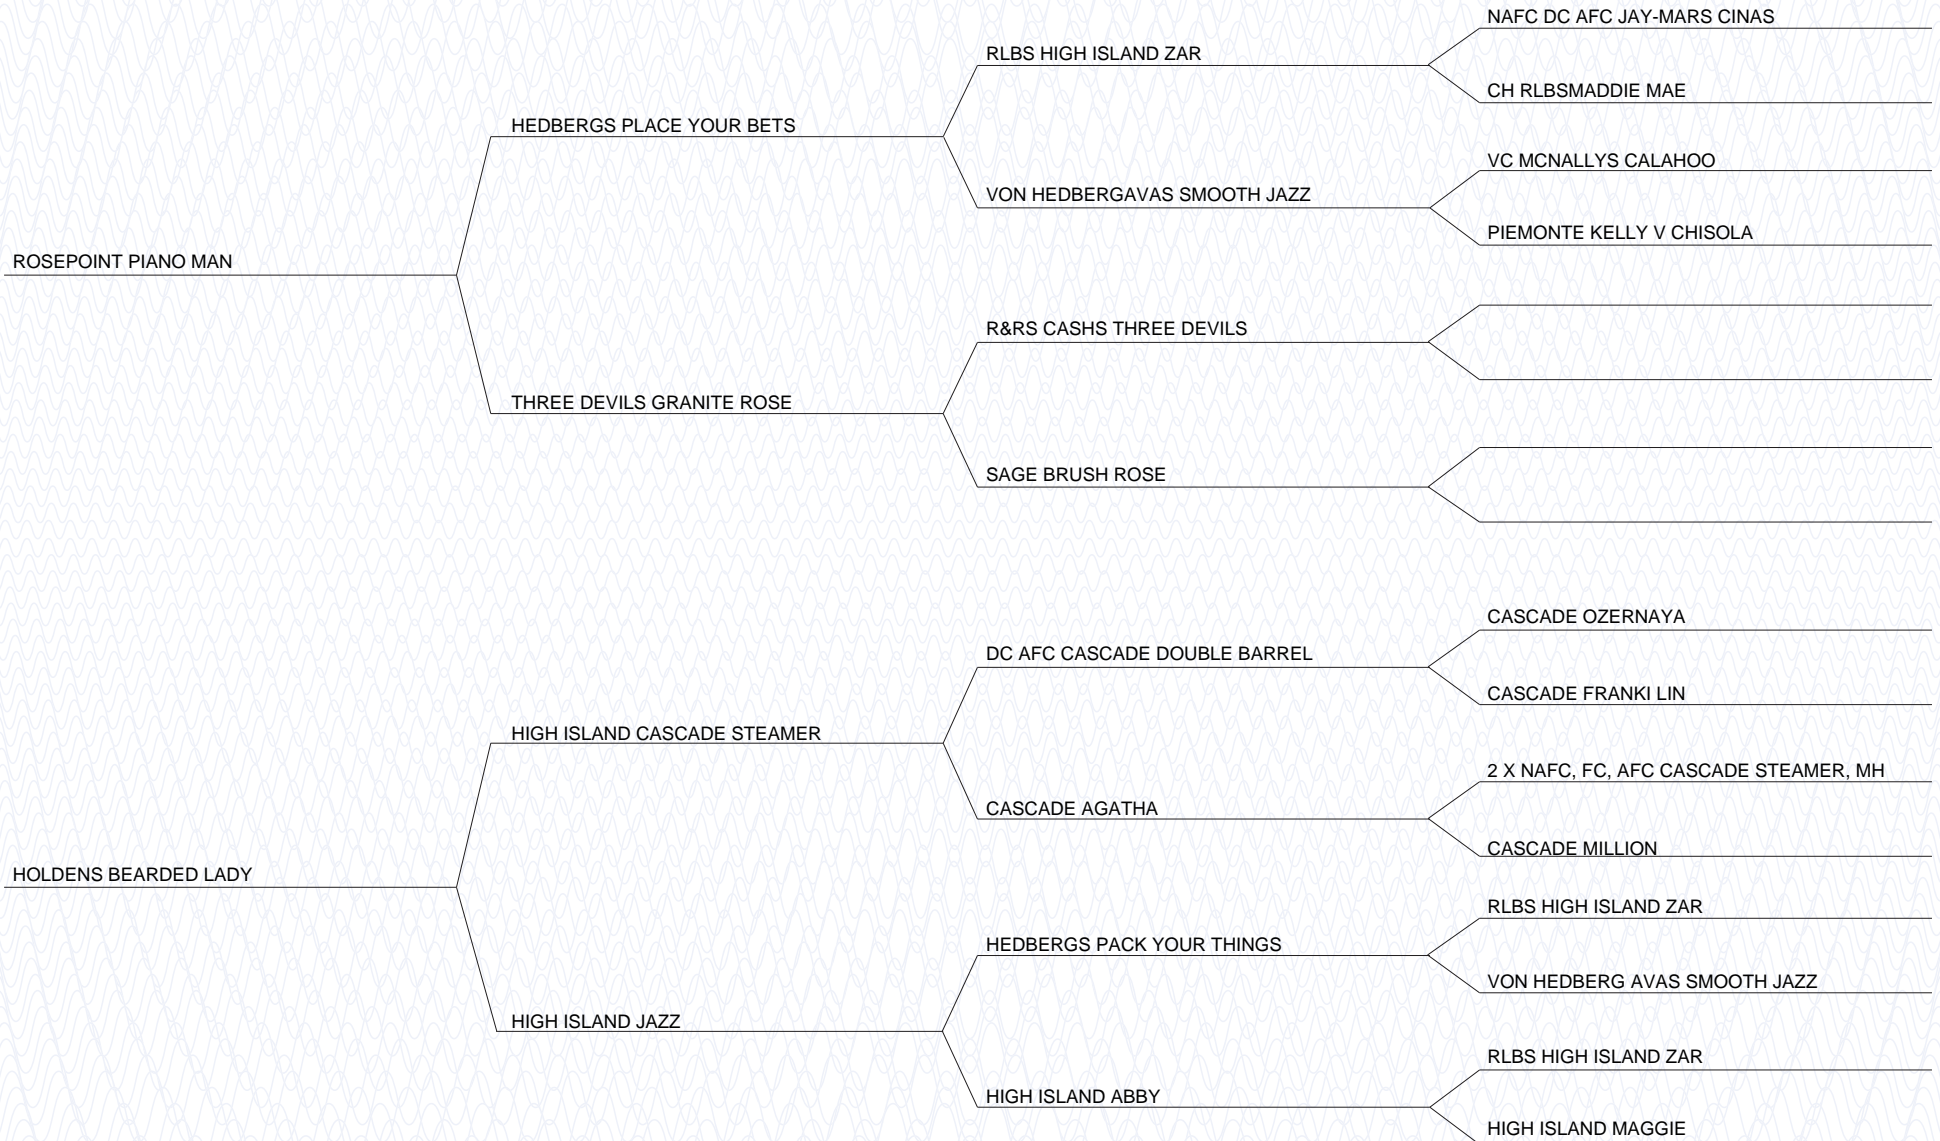 NAFC DC AFC JAY-MARS CINAS
RLBS HIGH ISLAND ZAR
CH RLBSMADDIE MAE
HEDBERGS PLACE YOUR BETS
VC MCNALLYS CALAHOO
VON HEDBERGAVAS SMOOTH JAZZ
PIEMONTE KELLY V CHISOLA
ROSEPOINT PIANO MAN
R&RS CASHS THREE DEVILS
THREE DEVILS GRANITE ROSE
SAGE BRUSH ROSE
CASCADE OZERNAYA
DC AFC CASCADE DOUBLE BARREL
CASCADE FRANKI LIN
HIGH ISLAND CASCADE STEAMER
2 X NAFC, FC, AFC CASCADE STEAMER, MH
CASCADE AGATHA
CASCADE MILLION
HOLDENS BEARDED LADY
RLBS HIGH ISLAND ZAR
HEDBERGS PACK YOUR THINGS
VON HEDBERG AVAS SMOOTH JAZZ
HIGH ISLAND JAZZ
RLBS HIGH ISLAND ZAR
HIGH ISLAND ABBY
HIGH ISLAND MAGGIE